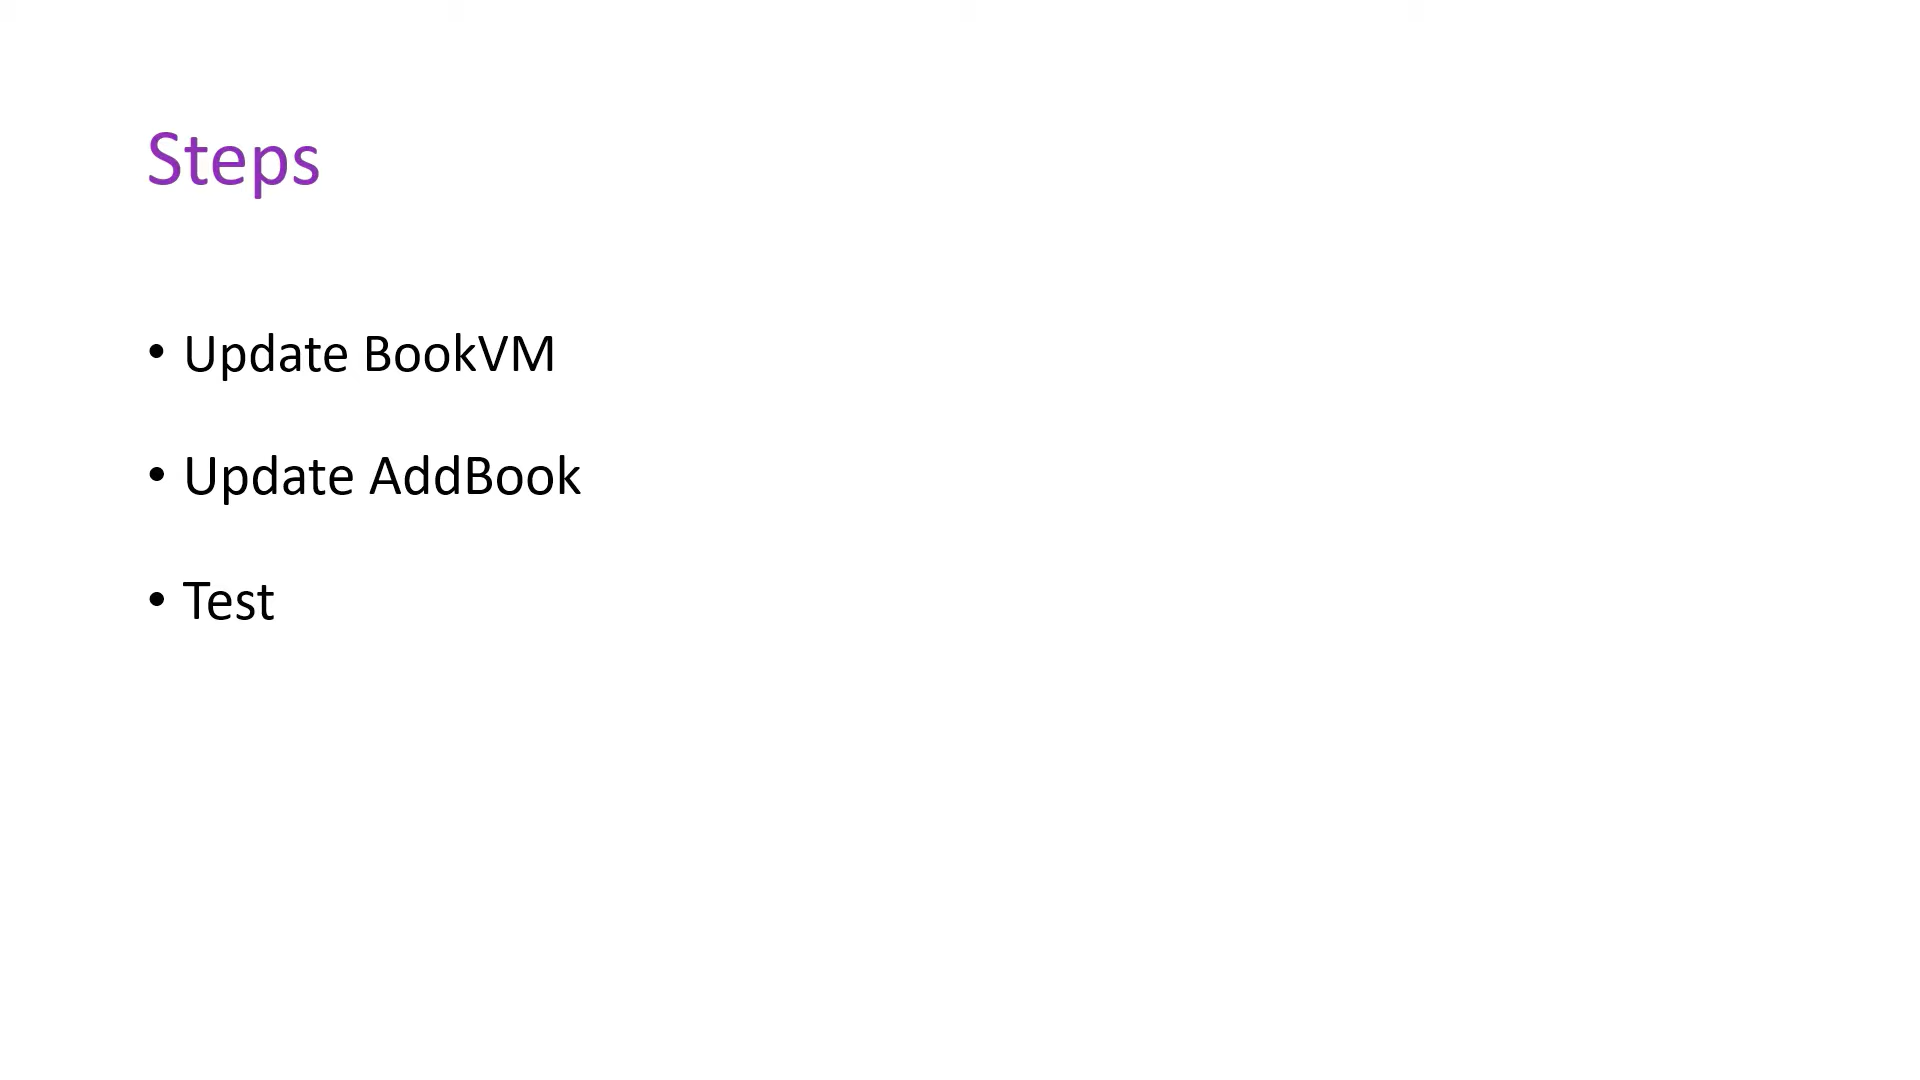 Steps
• Update BookVM
• Update AddBook
• Test